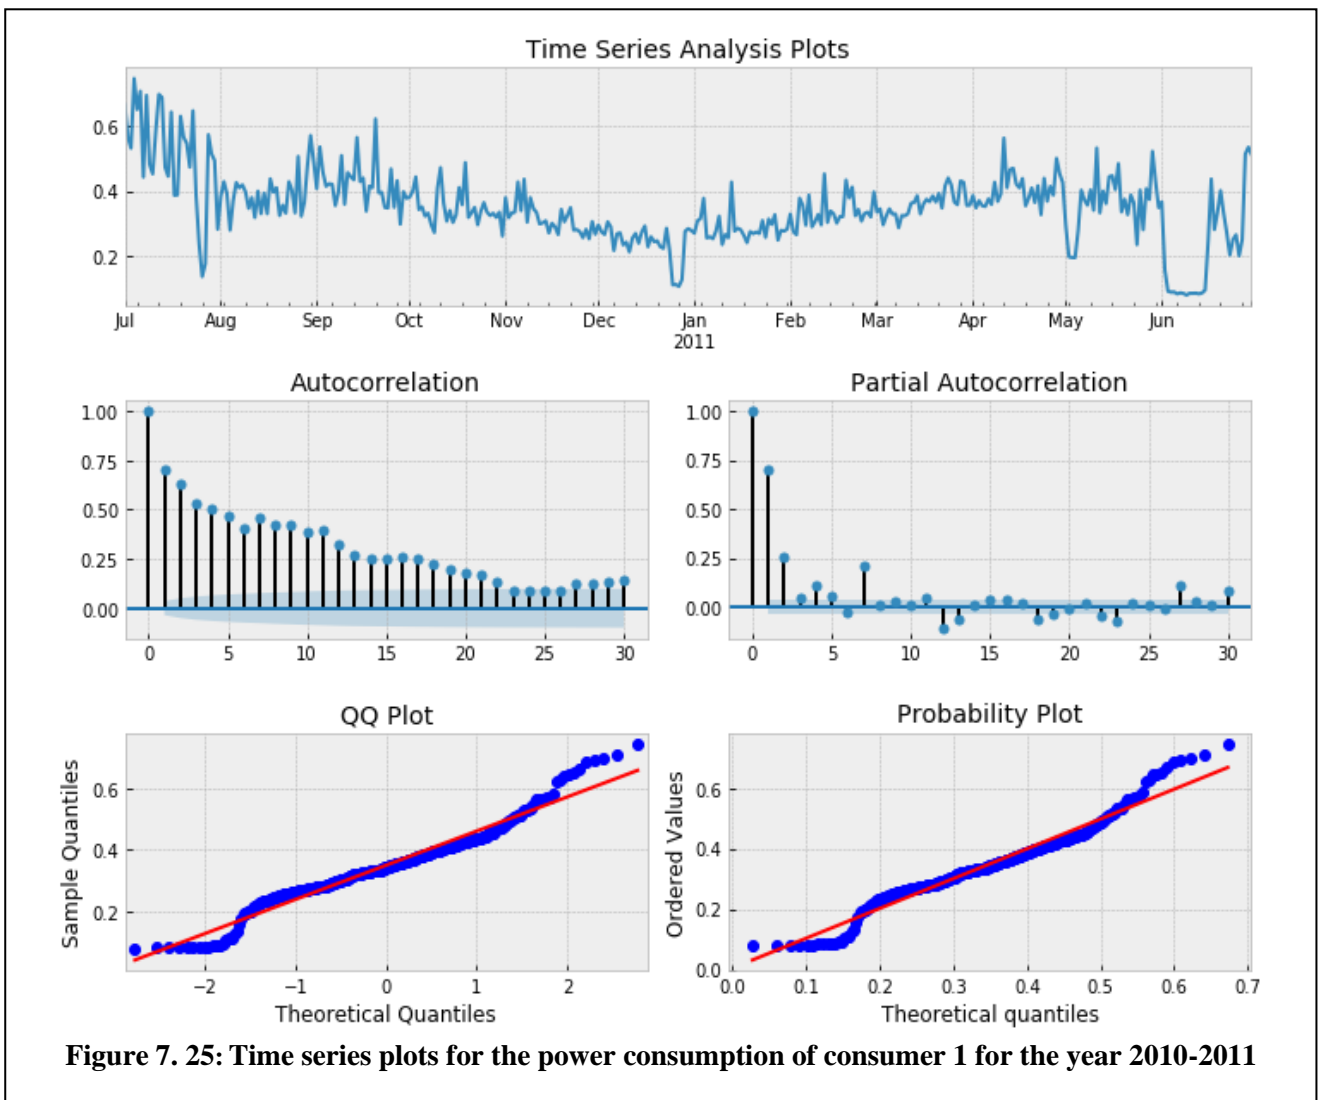 Time Series Analysis Plots
0.6
0.4
0.2
Jul Aug Sep Oct Nov Dec Jan Feb Mar Apr May Jun
2011
Autocorrelation
1.00
0.75
0.50
0.25
0.00
0 5 10 15 20 25 30
Partial Autocorrelation
1.00
0.75
0.50
0.25
0.00
0 5 10 15 20 25 30
QQ Plot
Sample Quantiles
0.6
0.4
0.2
−2 −1 0 1 2
Theoretical Quantiles
Probability Plot
Ordered Values
0.6
0.4
0.2
0.0
0.0 0.1 0.2 0.3 0.4 0.5 0.6 0.7
Theoretical quantiles
Figure 7. 25: Time series plots for the power consumption of consumer 1 for the year 2010-2011